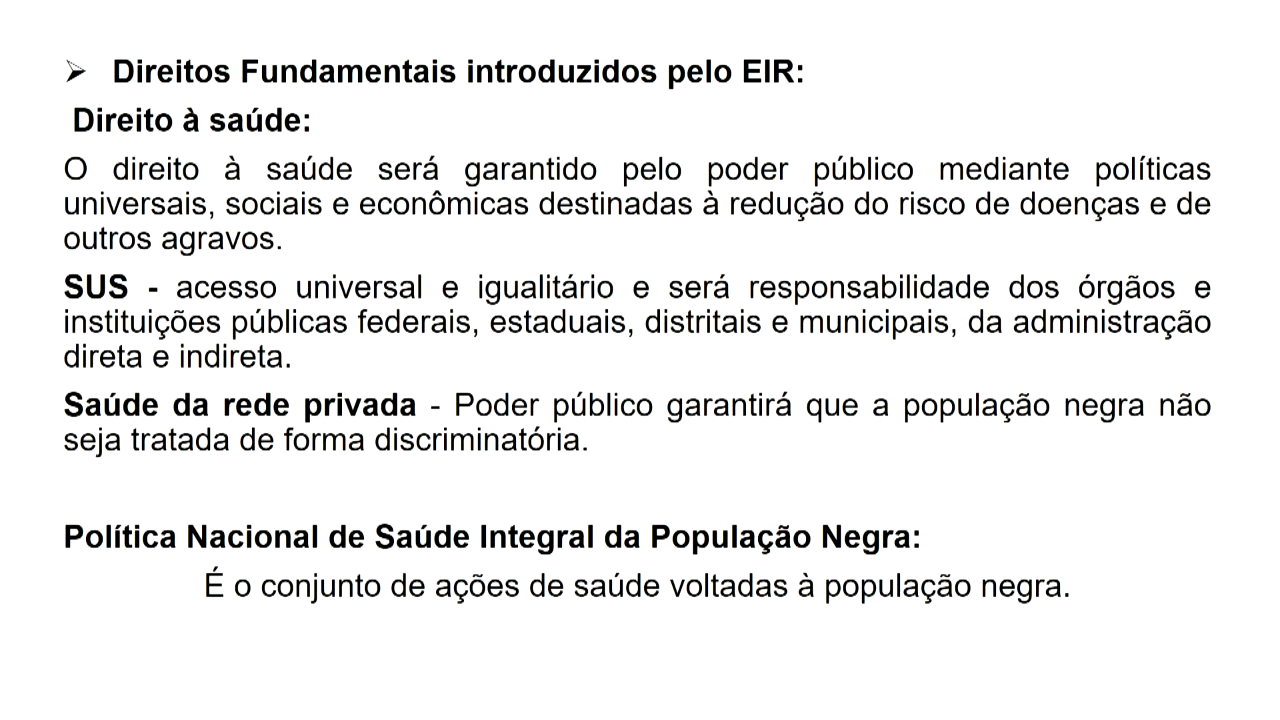 ➢ Direitos Fundamentais introduzidos pelo EIR:
Direito à saúde:
O direito à saúde será garantido pelo poder público mediante políticas
universais, sociais e econômicas destinadas à redução do risco de doenças e de
outros agravos.
SUS - acesso universal e igualitário e será responsabilidade dos órgãos e
instituições públicas federais, estaduais, distritais e municipais, da administração
direta e indireta.
Saúde da rede privada - Poder público garantirá que a população negra não
seja tratada de forma discriminatória.
Política Nacional de Saúde Integral da População Negra:
É o conjunto de ações de saúde voltadas à população negra.